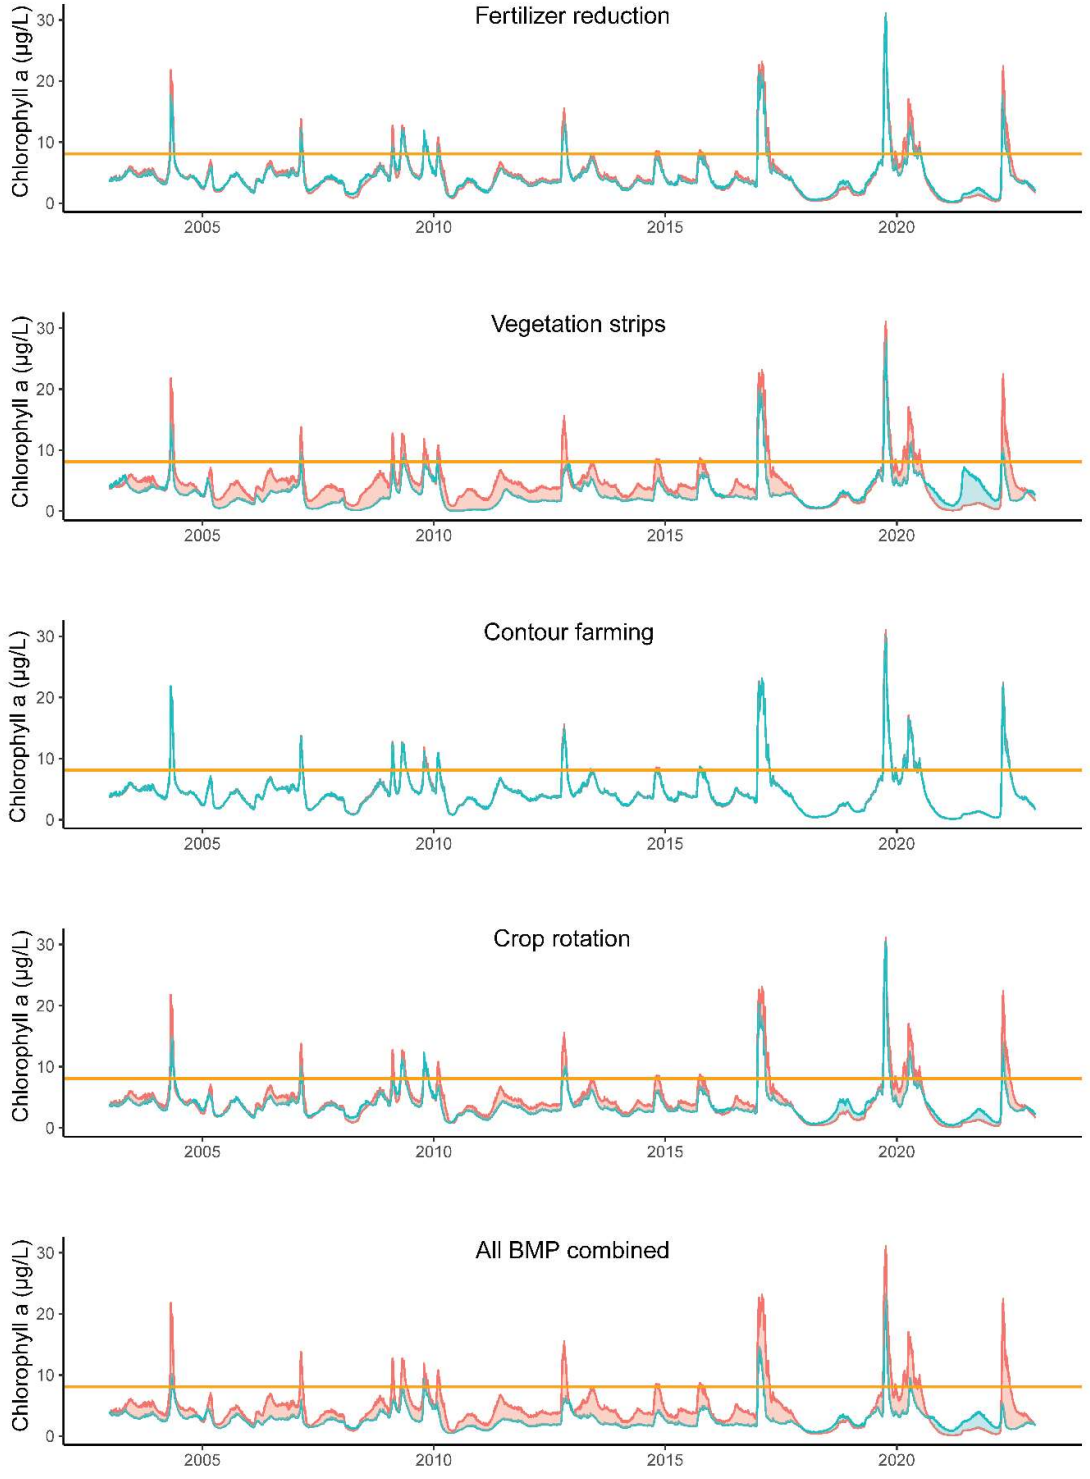 Fertilizer reduction
Chlorophyll a (µg/L)
30
20
10
0
2005 2010 2015 2020
Vegetation strips
Chlorophyll a (µg/L)
30
20
10
0
2005 2010 2015 2020
Contour farming
Chlorophyll a (µg/L)
30
20
10
0
2005 2010 2015 2020
Crop rotation
Chlorophyll a (µg/L)
30
20
10
0
2005 2010 2015 2020
All BMP combined
Chlorophyll a (µg/L)
30
20
10
0
2005 2010 2015 2020